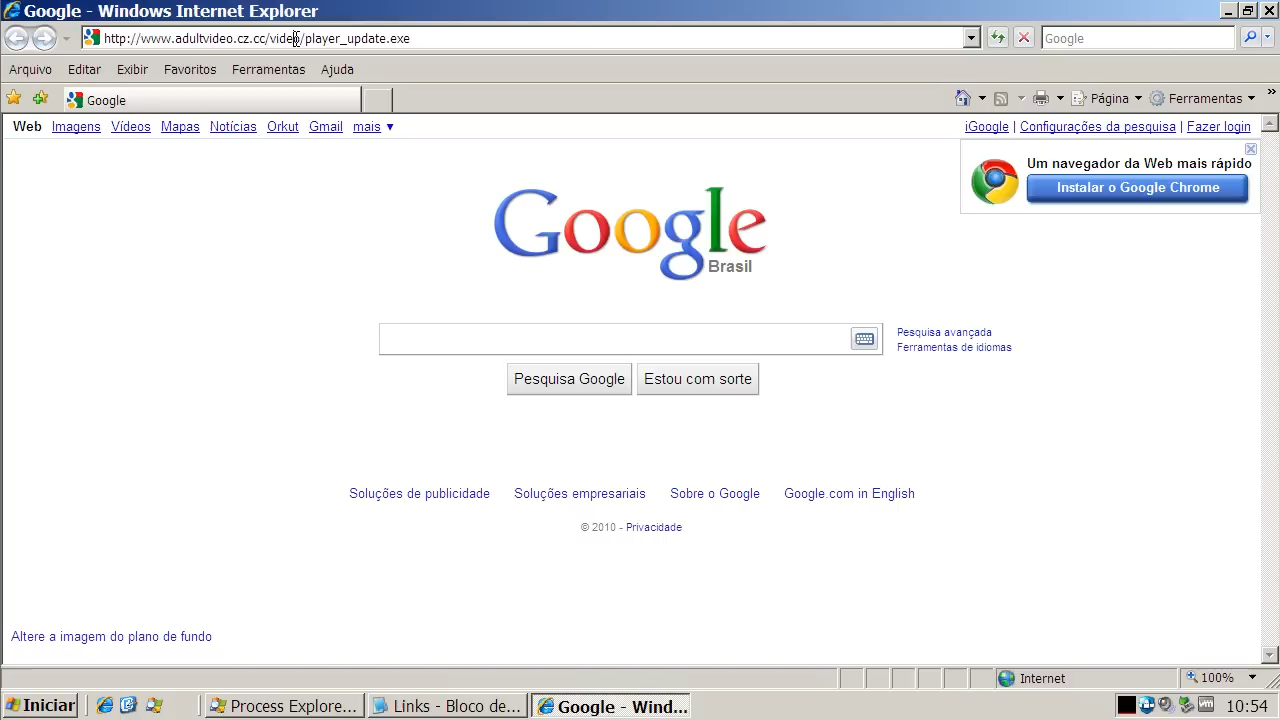 Google - Windows Internet Explorer
http://www.adultvideo.cz.cc/video/player_update.exe
Google
Arquivo Editar Exibir Favoritos Ferramentas Ajuda
Google
Página Ferramentas »
Web Imagens Vídeos Mapas Notícias Orkut Gmail mais ▼
iGoogle | Configurações da pesquisa | Fazer login
Um navegador da Web mais rápido
Instalar o Google Chrome
Google
Brasil
Pesquisa avançada
Ferramentas de idiomas
Pesquisa Google Estou com sorte
Soluções de publicidade Soluções empresariais Sobre o Google Google.com in English
© 2010 - Privacidade
Altere a imagem do plano de fundo
Internet 100%
Iniciar Process Explore... Links - Bloco de... Google - Wind... 10:54